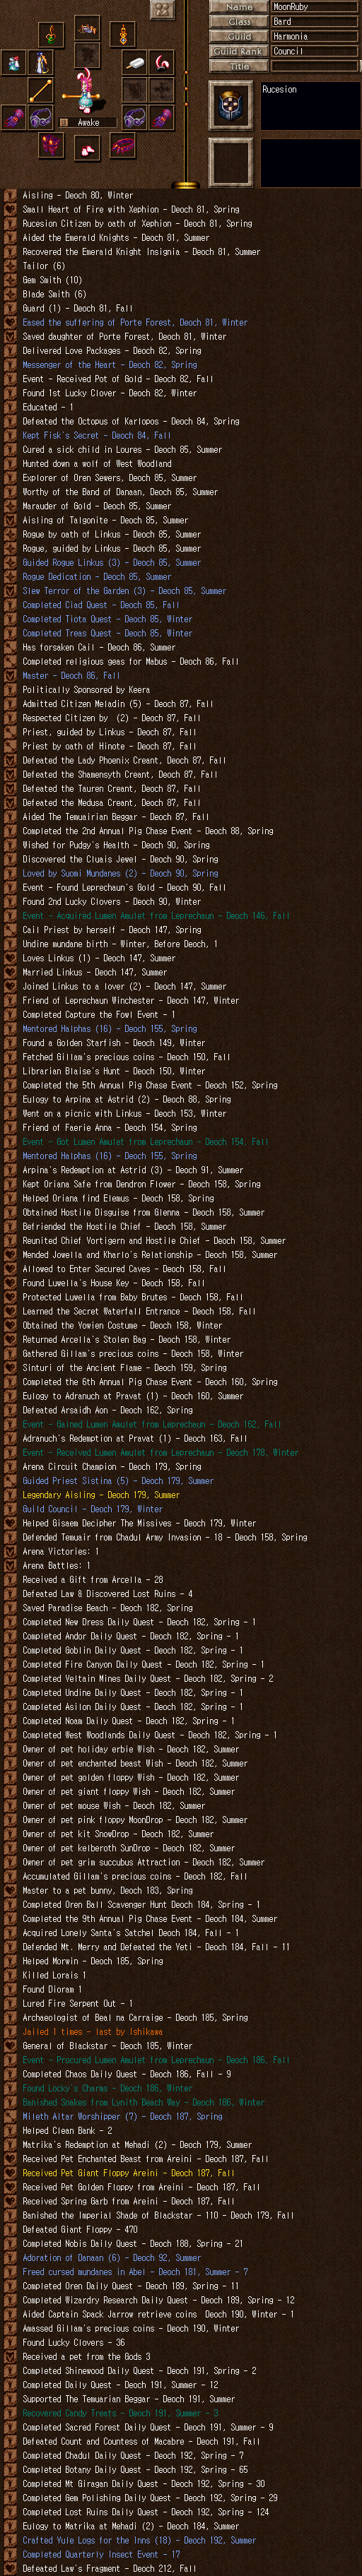 Name MoonRuby
Class Bard
Guild Harmonia
Guild Rank Council
Title
Rucesion
Awake
Aisling - Deoch 80, Winter
Small Heart of Fire with Xephion - Deoch 81, Spring
Rucesion Citizen by oath of Xephion - Deoch 81, Spring
Aided the Emerald Knights - Deoch 81, Summer
Recovered the Emerald Knight Insignia - Deoch 81, Summer
Tailor (6)
Gem Smith (10)
Blade Smith (6)
Guard (1) - Deoch 81, Fall
Eased the suffering of Porte Forest, Deoch 81, Winter
Saved daughter of Porte Forest, Deoch 81, Winter
Delivered Love Packages - Deoch 82, Spring
Messenger of the Heart - Deoch 82, Spring
Event - Received Pot of Gold - Deoch 82, Fall
Found 1st Lucky Clover - Deoch 82, Winter
Educated - 1
Defeated the Octopus of Karlopos - Deoch 84, Spring
Kept Fisk's Secret - Deoch 84, Fall
Cured a sick child in Loures - Deoch 85, Summer
Hunted down a wolf of West Woodland
Explorer of Oren Sewers, Deoch 85, Summer
Worthy of the Band of Danaan, Deoch 85, Summer
Marauder of Gold - Deoch 85, Summer
Aisling of Talgonite - Deoch 85, Summer
Rogue by oath of Linkus - Deoch 85, Summer
Rogue, guided by Linkus - Deoch 85, Summer
Guided Rogue Linkus (3) - Deoch 85, Summer
Rogue Dedication - Deoch 85, Summer
Slew Terror of the Garden (3) - Deoch 85, Summer
Completed Ciad Quest - Deoch 85, Fall
Completed Tiota Quest - Deoch 85, Winter
Completed Treas Quest - Deoch 85, Winter
Has forsaken Cail - Deoch 86, Summer
Completed religious geas for Mabus - Deoch 86, Fall
Master - Deoch 86, Fall
Politically Sponsored by Keera
Admitted Citizen Meladin (5) - Deoch 87, Fall
Respected Citizen by  (2) - Deoch 87, Fall
Priest, guided by Linkus - Deoch 87, Fall
Priest by oath of Hinote - Deoch 87, Fall
Defeated the Lady Phoenix Creant, Deoch 87, Fall
Defeated the Shamensyth Creant, Deoch 87, Fall
Defeated the Tauren Creant, Deoch 87, Fall
Defeated the Medusa Creant, Deoch 87, Fall
Aided The Temuairian Beggar - Deoch 87, Fall
Completed the 2nd Annual Pig Chase Event - Deoch 88, Spring
Wished for Pudgy's Health - Deoch 90, Spring
Discovered the Cluais Jewel - Deoch 90, Spring
Loved by Suomi Mundanes (2) - Deoch 90, Spring
Event - Found Leprechaun's Gold - Deoch 90, Fall
Found 2nd Lucky Clovers - Deoch 90, Winter
Event - Acquired Lumen Amulet from Leprechaun - Deoch 146, Fall
Cail Priest by herself - Deoch 147, Spring
Undine mundane birth - Winter, Before Deoch, 1
Loves Linkus (1) - Deoch 147, Summer
Married Linkus - Deoch 147, Summer
Joined Linkus to a lover (2) - Deoch 147, Summer
Friend of Leprechaun Winchester - Deoch 147, Winter
Completed Capture the Fowl Event - 1
Mentored Halphas (16) - Deoch 155, Spring
Found a Golden Starfish - Deoch 149, Winter
Fetched Gillam's precious coins - Deoch 150, Fall
Librarian Blaise's Hunt - Deoch 150, Winter
Completed the 5th Annual Pig Chase Event - Deoch 152, Spring
Eulogy to Arpina at Astrid (2) - Deoch 88, Spring
Went on a picnic with Linkus - Deoch 153, Winter
Friend of Faerie Anna - Deoch 154, Spring
Event - Got Lumen Amulet from Leprechaun - Deoch 154, Fall
Mentored Halphas (16) - Deoch 155, Spring
Arpina's Redemption at Astrid (3) - Deoch 91, Summer
Kept Oriana Safe from Dendron Flower - Deoch 158, Spring
Helped Oriana find Elemus - Deoch 158, Spring
Obtained Hostile Disguise from Glenna - Deoch 158, Summer
Befriended the Hostile Chief - Deoch 158, Summer
Reunited Chief Vortigern and Hostile Chief - Deoch 158, Summer
Mended Jowella and Kharlo's Relationship - Deoch 158, Summer
Allowed to Enter Secured Caves - Deoch 158, Fall
Found Luwella's House Key - Deoch 158, Fall
Protected Luwella from Baby Brutes - Deoch 158, Fall
Learned the Secret Waterfall Entrance - Deoch 158, Fall
Obtained the Yowien Costume - Deoch 158, Winter
Returned Arcella's Stolen Bag - Deoch 158, Winter
Gathered Gillam's precious coins - Deoch 158, Winter
Sinturi of the Ancient Flame - Deoch 159, Spring
Completed the 6th Annual Pig Chase Event - Deoch 160, Spring
Eulogy to Adranuch at Pravat (1) - Deoch 160, Summer
Defeated Arsaidh Aon - Deoch 162, Spring
Event - Gained Lumen Amulet from Leprechaun - Deoch 162, Fall
Adranuch's Redemption at Pravat (1) - Deoch 163, Fall
Event - Received Lumen Amulet from Leprechaun - Deoch 178, Winter
Arena Circuit Champion - Deoch 179, Spring
Guided Priest Sistina (5) - Deoch 179, Summer
Legendary Aisling - Deoch 179, Summer
Guild Council - Deoch 179, Winter
Helped Gisaem Decipher The Missives - Deoch 179, Winter
Defended Temuair from Chadul Army Invasion - 18 - Deoch 158, Spring
Arena Victories: 1
Arena Battles: 1
Received a Gift from Arcella - 28
Defeated Law & Discovered Lost Ruins - 4
Saved Paradise Beach - Deoch 182, Spring
Completed New Dress Daily Quest - Deoch 182, Spring - 1
Completed Andor Daily Quest - Deoch 182, Spring - 1
Completed Goblin Daily Quest - Deoch 182, Spring - 1
Completed Fire Canyon Daily Quest - Deoch 182, Spring - 1
Completed Veltain Mines Daily Quest - Deoch 182, Spring - 2
Completed Undine Daily Quest - Deoch 182, Spring - 1
Completed Asilon Daily Quest - Deoch 182, Spring - 1
Completed Noam Daily Quest - Deoch 182, Spring - 1
Completed West Woodlands Daily Quest - Deoch 182, Spring - 1
Owner of pet holiday erbie Wish - Deoch 182, Summer
Owner of pet enchanted beast Wish - Deoch 182, Summer
Owner of pet golden floppy Wish - Deoch 182, Summer
Owner of pet giant floppy Wish - Deoch 182, Summer
Owner of pet mouse Wish - Deoch 182, Summer
Owner of pet pink floppy MoonDrop - Deoch 182, Summer
Owner of pet kit SnowDrop - Deoch 182, Summer
Owner of pet kelberoth SunDrop - Deoch 182, Summer
Owner of pet grim succubus Attraction - Deoch 182, Summer
Accumulated Gillam's precious coins - Deoch 182, Fall
Master to a pet bunny, Deoch 183, Spring
Completed Oren Ball Scavenger Hunt Deoch 184, Spring - 1
Completed the 9th Annual Pig Chase Event - Deoch 184, Summer
Acquired Lonely Santa's Satchel Deoch 184, Fall - 1
Defended Mt. Merry and Defeated the Yeti - Deoch 184, Fall - 11
Helped Morwin - Deoch 185, Spring
Killed Lorais 1
Found Dioram 1
Lured Fire Serpent Out - 1
Archaeologist of Beal na Carraige - Deoch 185, Spring
Jailed 1 times - last by Ishikawa
General of Blackstar - Deoch 185, Winter
Event - Procured Lumen Amulet from Leprechaun - Deoch 186, Fall
Completed Chaos Daily Quest - Deoch 186, Fall - 9
Found Locky's Charms - Deoch 186, Winter
Banished Snakes from Lynith Beach Way - Deoch 186, Winter
Mileth Altar Worshipper (7) - Deoch 187, Spring
Helped Clean Bank - 2
Matrika's Redemption at Mehadi (2) - Deoch 179, Summer
Received Pet Enchanted Beast from Areini - Deoch 187, Fall
Received Pet Giant Floppy Areini - Deoch 187, Fall
Received Pet Golden Floppy from Areini - Deoch 187, Fall
Received Spring Garb from Areini - Deoch 187, Fall
Banished the Imperial Shade of Blackstar - 110 - Deoch 179, Fall
Defeated Giant Floppy - 470
Completed Nobis Daily Quest - Deoch 188, Spring - 21
Adoration of Danaan (6) - Deoch 92, Summer
Freed cursed mundanes in Abel - Deoch 181, Summer - 7
Completed Oren Daily Quest - Deoch 189, Spring - 11
Completed Wizardry Research Daily Quest - Deoch 189, Spring - 12
Aided Captain Spack Jarrow retrieve coins  Deoch 190, Winter - 1
Amassed Gillam's precious coins - Deoch 190, Winter
Found Lucky Clovers - 36
Received a pet from the Gods 3
Completed Shinewood Daily Quest - Deoch 191, Spring - 2
Completed  Daily Quest - Deoch 191, Summer - 12
Supported The Temuarian Beggar - Deoch 191, Summer
Recovered Candy Treats - Deoch 191, Summer - 3
Completed Sacred Forest Daily Quest - Deoch 191, Summer - 9
Defeated Count and Countess of Macabre - Deoch 191, Fall
Completed Chadul Daily Quest - Deoch 192, Spring - 7
Completed Botany Daily Quest - Deoch 192, Spring - 65
Completed Mt Giragan Daily Quest - Deoch 192, Spring - 30
Completed Gem Polishing Daily Quest - Deoch 192, Spring - 29
Completed Lost Ruins Daily Quest - Deoch 192, Spring - 124
Eulogy to Matrika at Mehadi (2) - Deoch 184, Summer
Crafted Yule Logs for the Inns (18) - Deoch 192, Summer
Completed Quarterly Insect Event - 17
Defeated Law's Fragment - Deoch 212, Fall